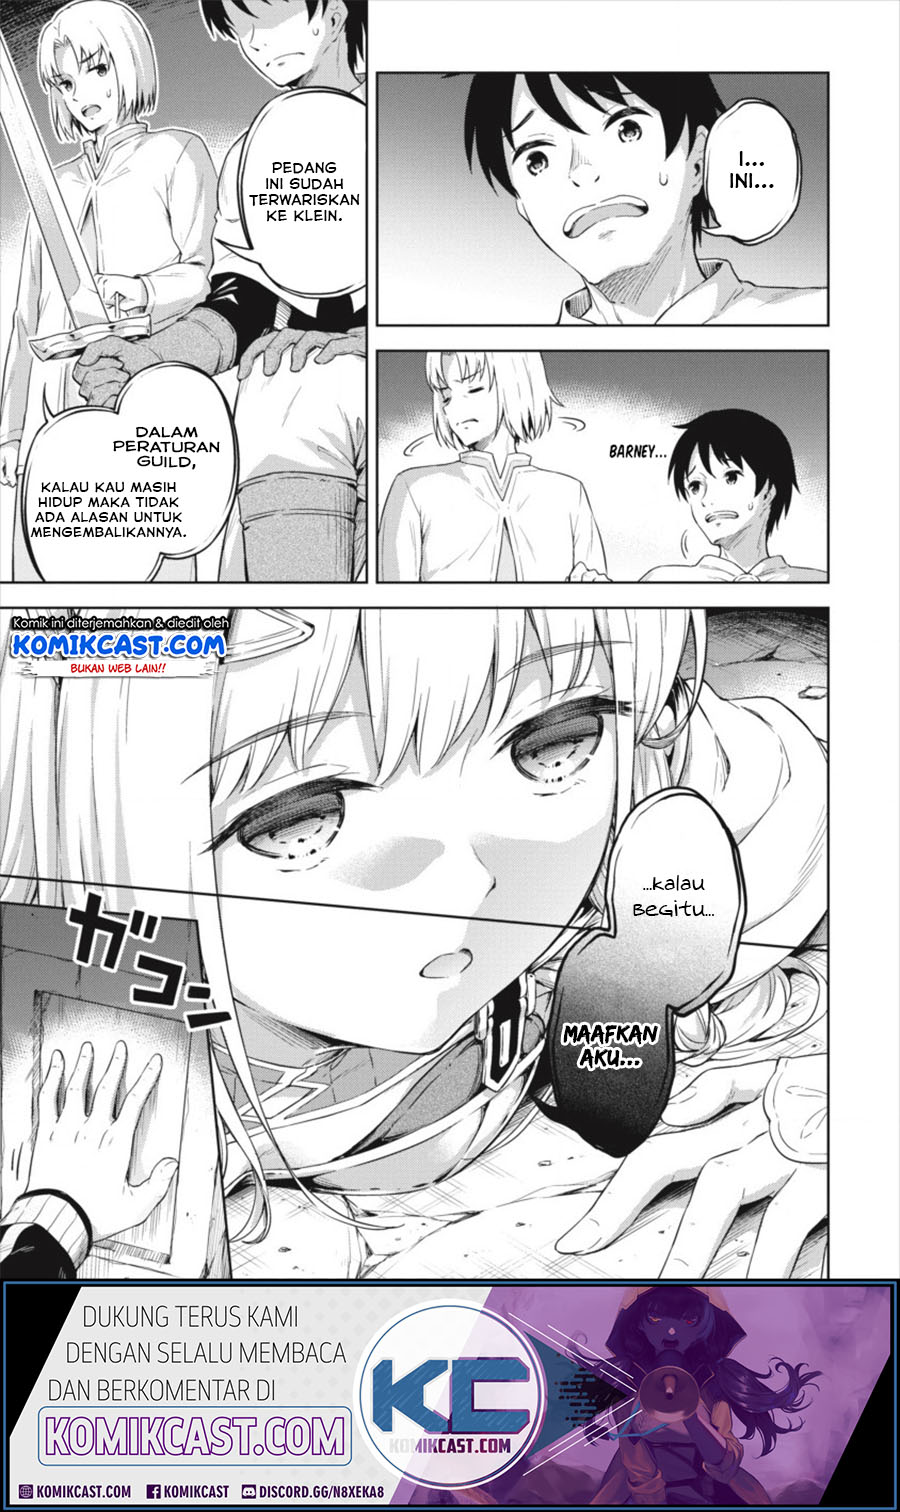 I...
INI...
BARNEY...
PEDANG
INI SUDAH
TERWARISKAN
KE KLEIN.
DALAM
PERATURAN
GUILD,
KALAU KAU MASIH
HIDUP MAKA TIDAK
ADA ALASAN UNTUK
MENGEMBALIKANNYA.
Komik ini diterjemahkan & diedit oleh
KOMIKCAST.COM
BUKAN WEB LAIN!!
...kalau
BEGITU...
MAAFKAN
AKU...
ガコン
DUKUNG TERUS KAMI
DENGAN SELALU MEMBACA
DAN BERKOMENTAR DI
KOMIKCAST.COM
KC
KOMIKCAST.COM
KOMIKCAST.COM KOMIKCAST DISCORD.GG/N8XEKA8